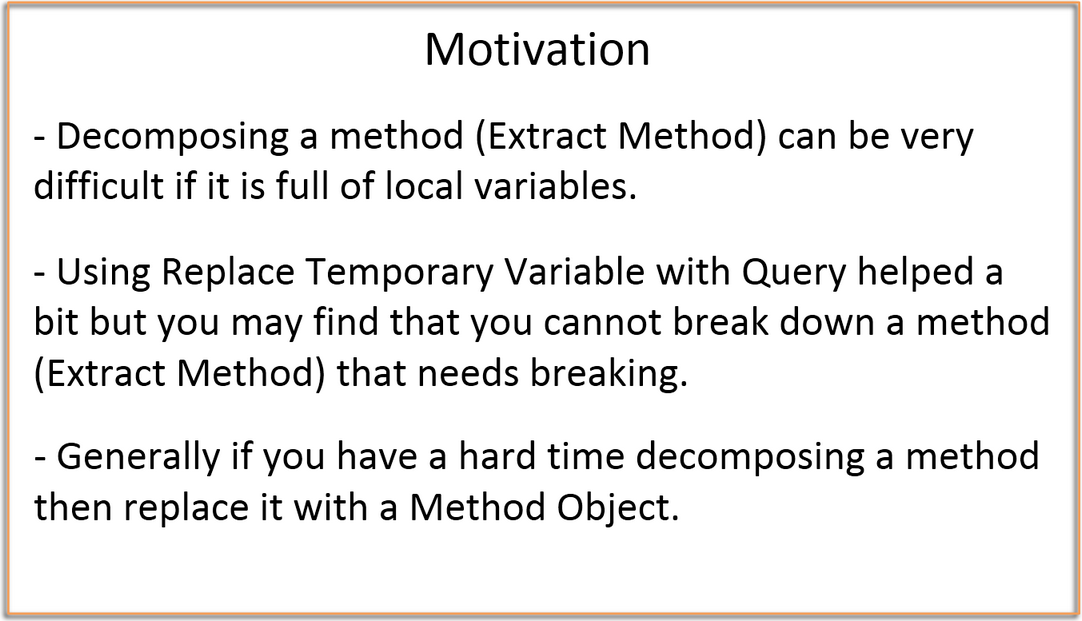 Motivation
- Decomposing a method (Extract Method) can be very
difficult if it is full of local variables.
- Using Replace Temporary Variable with Query helped a
bit but you may find that you cannot break down a method
(Extract Method) that needs breaking.
- Generally if you have a hard time decomposing a method
then replace it with a Method Object.